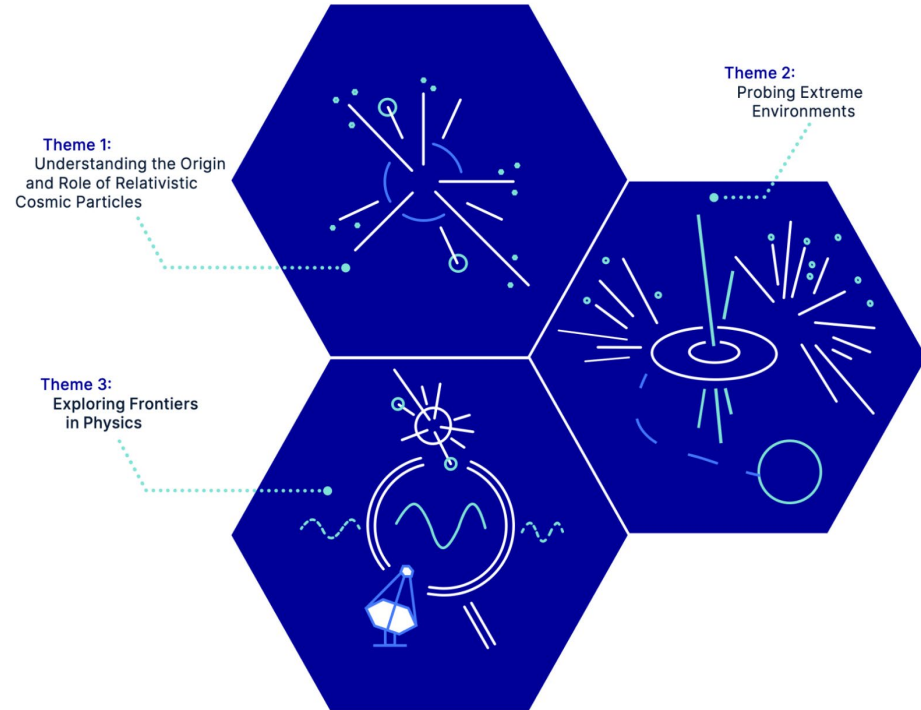 Theme 1:
Understanding the Origin
and Role of Relativistic
Cosmic Particles
Theme 2:
Probing Extreme
Environments
Theme 3:
Exploring Frontiers
in Physics